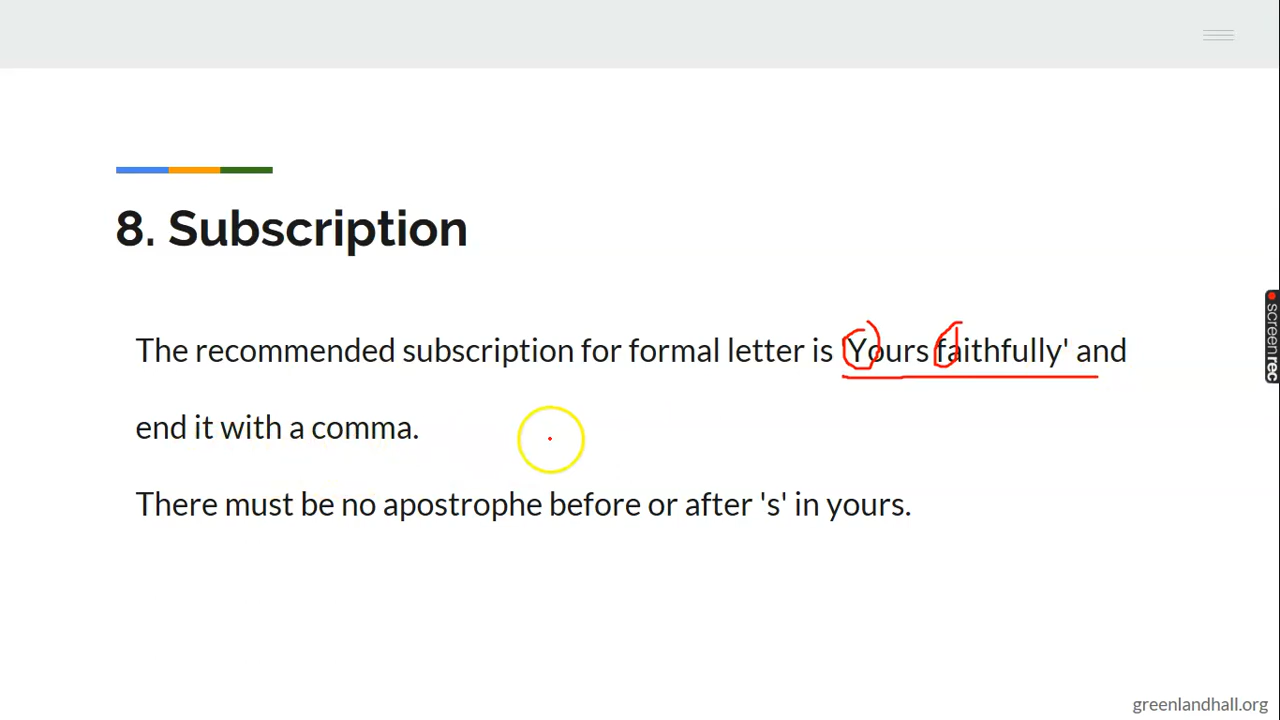 8. Subscription
The recommended subscription for formal letter is 'Yours faithfully' and
end it with a comma.
There must be no apostrophe before or after 's' in yours.
screenrec
greenlandhall.org